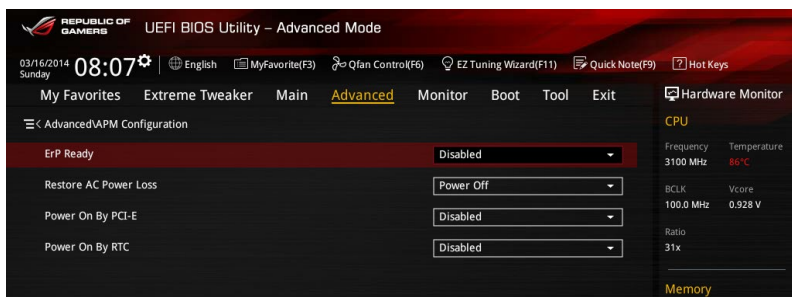 REPUBLIC OF
GAMERS
UEFI BIOS Utility – Advanced Mode
03/16/2014
Sunday
08:07
English
MyFavorite(F3)
Qfan Control(F6)
EZ Tuning Wizard(F11)
Quick Note(F9)
? Hot Keys
My Favorites Extreme Tweaker Main Advanced Monitor Boot Tool Exit
Hardware Monitor
< Advanced\APM Configuration
ErP Ready Disabled
Restore AC Power Loss Power Off
Power On By PCI-E Disabled
Power On By RTC Disabled
CPU
Frequency Temperature
3100 MHz 86°C
BCLK Vcore
100.0 MHz 0.928 V
Ratio
31x
Memory